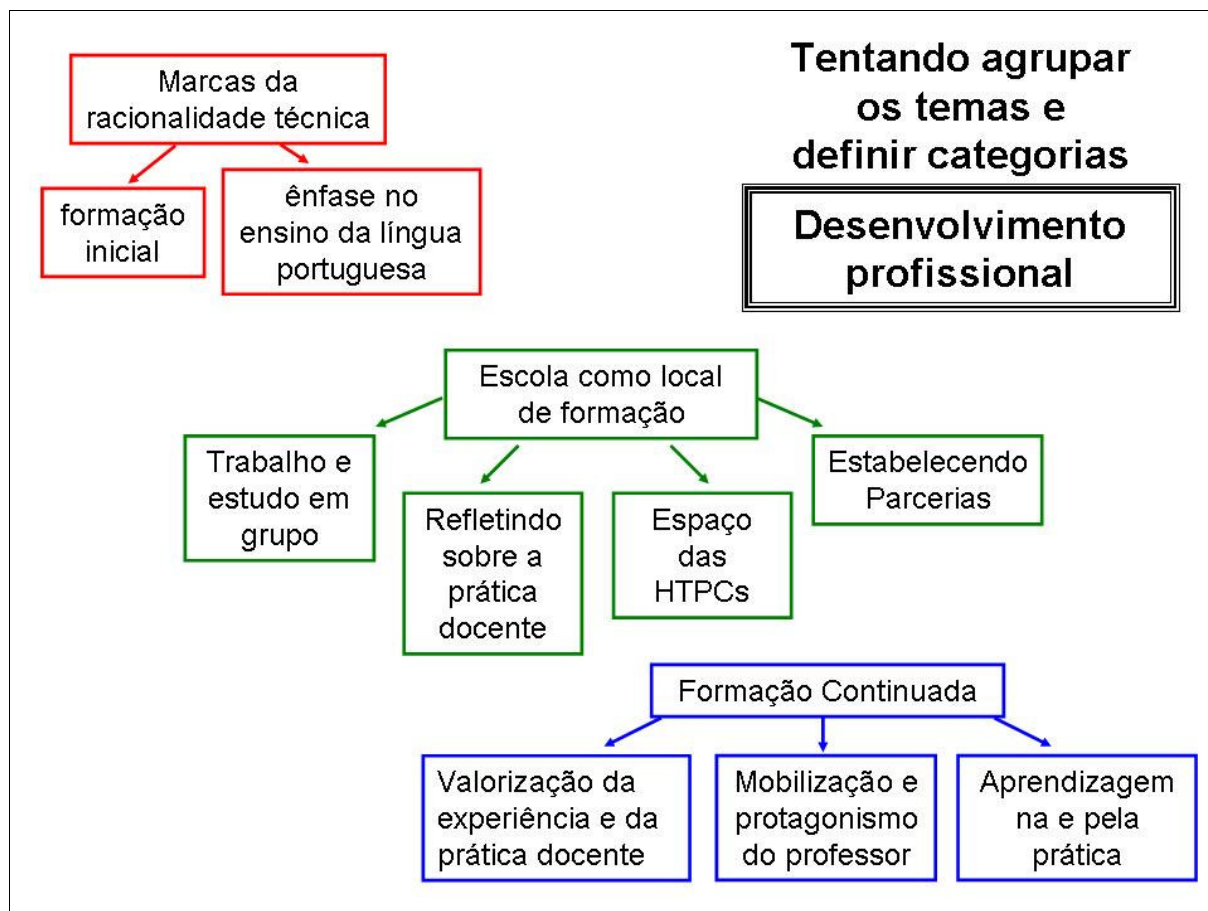 Tentando agrupar
os temas e
definir categorias
Desenvolvimento
profissional
Marcas da
racionalidade técnica
formação
inicial
ênfase no
ensino da língua
portuguesa
Escola como local
de formação
Trabalho e
estudo em
grupo
Refletindo
sobre a
prática
docente
Espaço
das
HTPCs
Estabelecendo
Parcerias
Formação Continuada
Valorização da
experiência e da
prática docente
Mobilização e
protagonismo
do professor
Aprendizagem
na e pela
prática